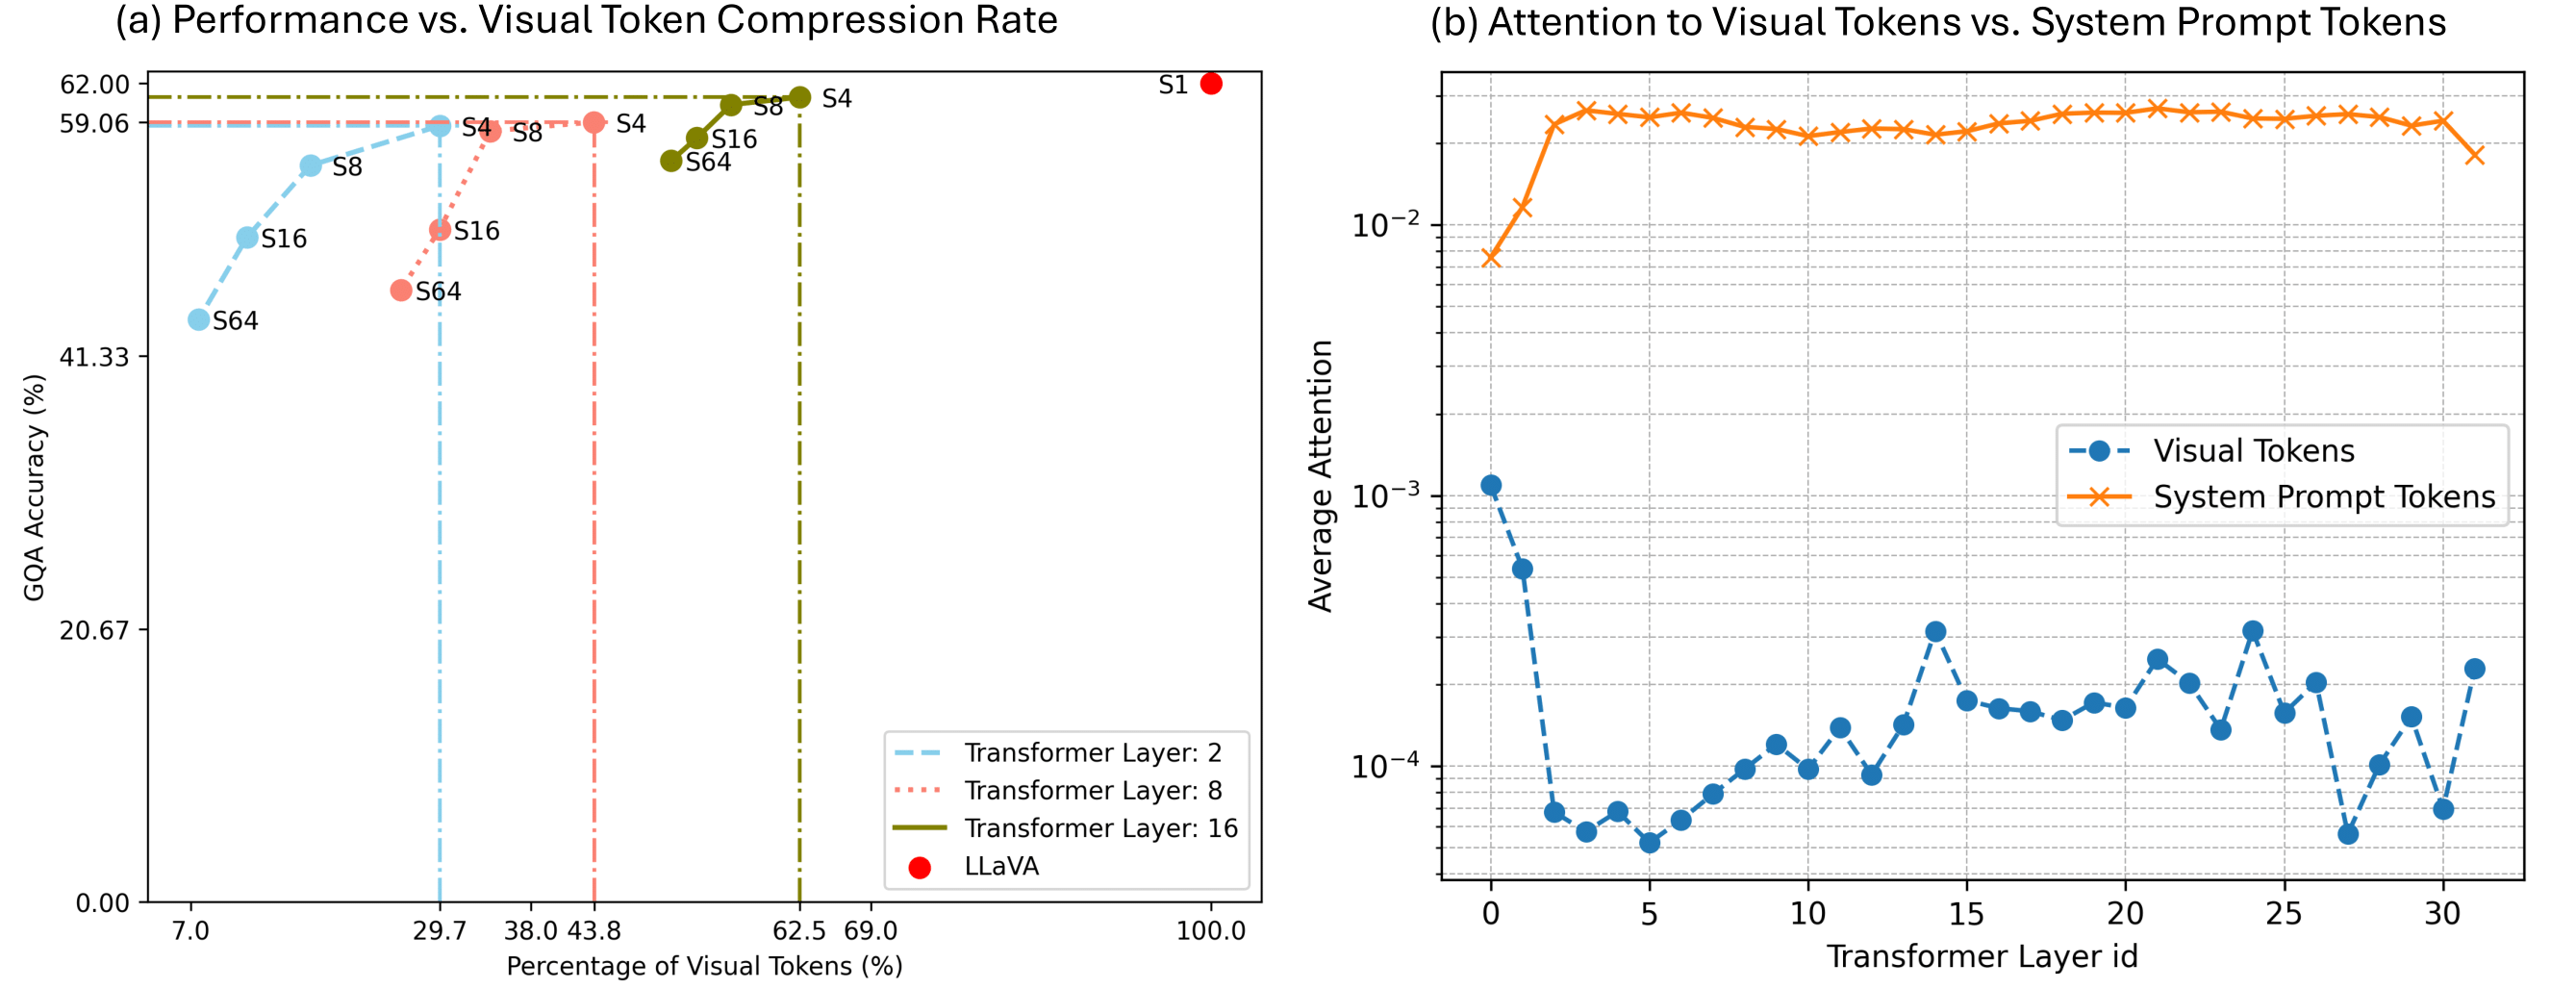 (a) Performance vs. Visual Token Compression Rate
62.00
59.06
41.33
20.67
0.00
GQA Accuracy (%)
S1
S4
S8
S16
S64
S4
S8
S16
S64
S4
S8
S16
S64
Transformer Layer: 2
Transformer Layer: 8
Transformer Layer: 16
LLaVA
7.0 29.7 38.0 43.8 62.5 69.0 100.0
Percentage of Visual Tokens (%)
(b) Attention to Visual Tokens vs. System Prompt Tokens
10⁻²
10⁻³
10⁻⁴
Average Attention
Visual Tokens
System Prompt Tokens
0 5 10 15 20 25 30
Transformer Layer id